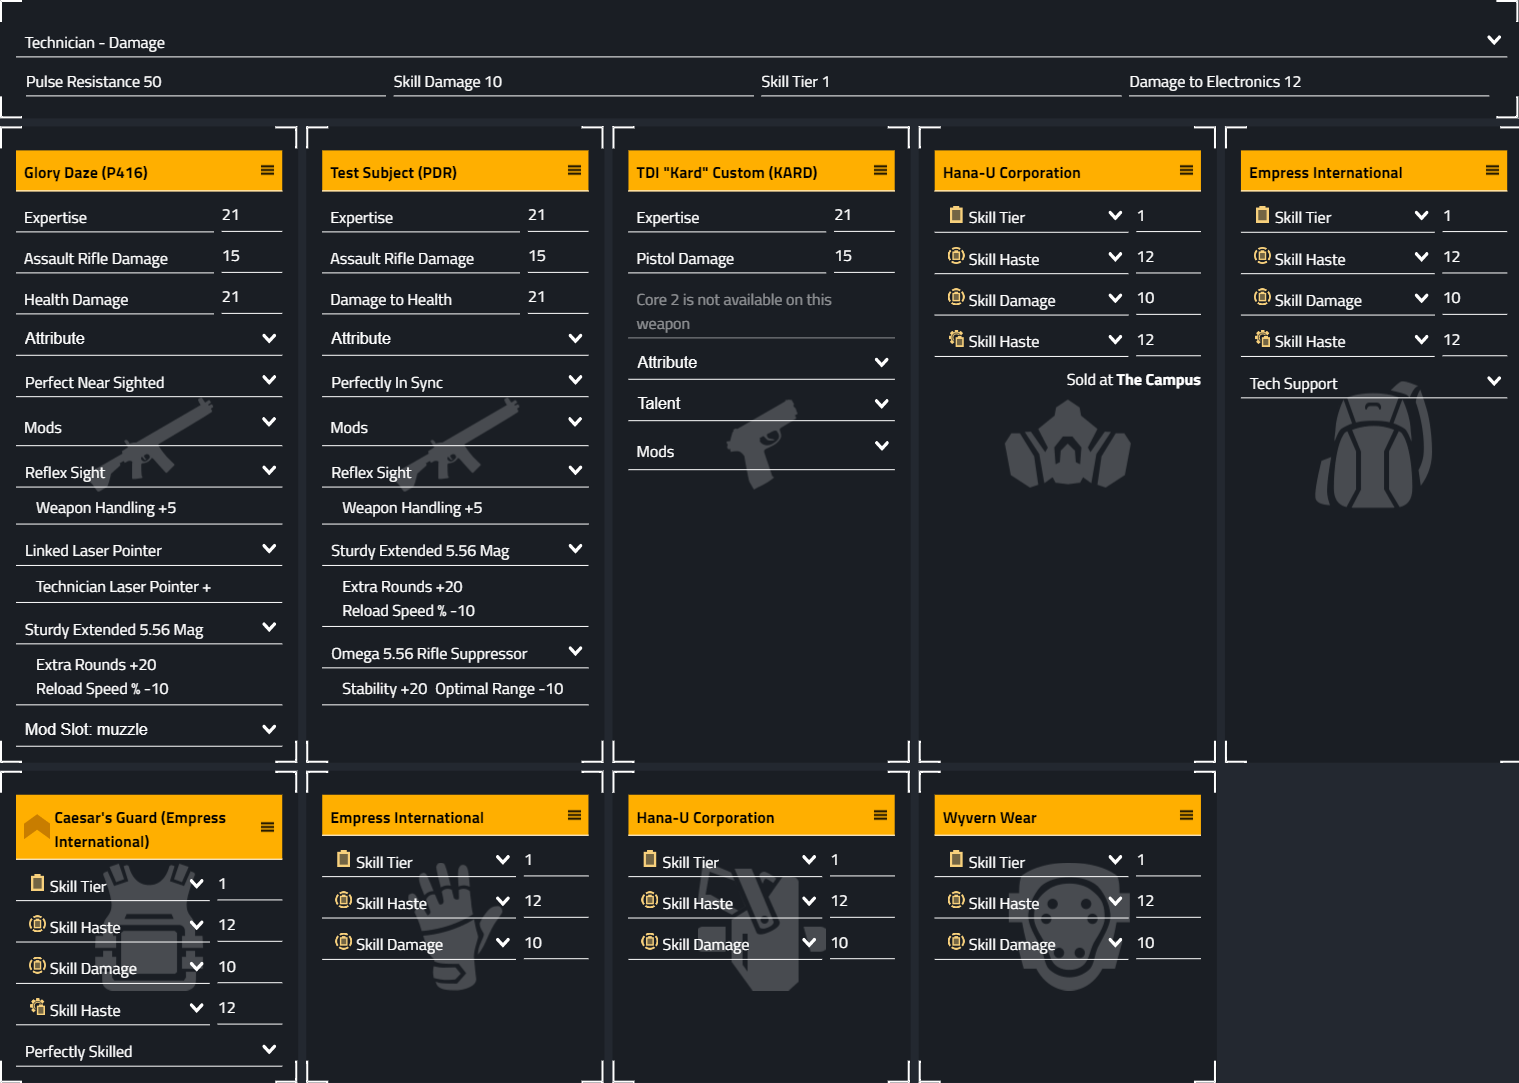 Technician - Damage
Pulse Resistance 50
Skill Damage 10
Skill Tier 1
Damage to Electronics 12
Glory Daze (P416)
Expertise 21
Assault Rifle Damage 15
Health Damage 21
Attribute
Perfect Near Sighted
Mods
Reflex Sight
Weapon Handling +5
Linked Laser Pointer
Technician Laser Pointer +
Sturdy Extended 5.56 Mag
Extra Rounds +20
Reload Speed % -10
Mod Slot: muzzle
Test Subject (PDR)
Expertise 21
Assault Rifle Damage 15
Damage to Health 21
Attribute
Perfectly In Sync
Mods
Reflex Sight
Weapon Handling +5
Sturdy Extended 5.56 Mag
Extra Rounds +20
Reload Speed % -10
Omega 5.56 Rifle Suppressor
Stability +20 Optimal Range -10
TDI "Kard" Custom (KARD)
Expertise 21
Pistol Damage 15
Core 2 is not available on this
weapon
Attribute
Talent
Mods
Hana-U Corporation
Skill Tier 1
Skill Haste 12
Skill Damage 10
Skill Haste 12
Sold at The Campus
Empress International
Skill Tier 1
Skill Haste 12
Skill Damage 10
Skill Haste 12
Tech Support
Caesar's Guard (Empress
International)
Skill Tier 1
Skill Haste 12
Skill Damage 10
Skill Haste 12
Perfectly Skilled
Empress International
Skill Tier 1
Skill Haste 12
Skill Damage 10
Hana-U Corporation
Skill Tier 1
Skill Haste 12
Skill Damage 10
Wyvern Wear
Skill Tier 1
Skill Haste 12
Skill Damage 10